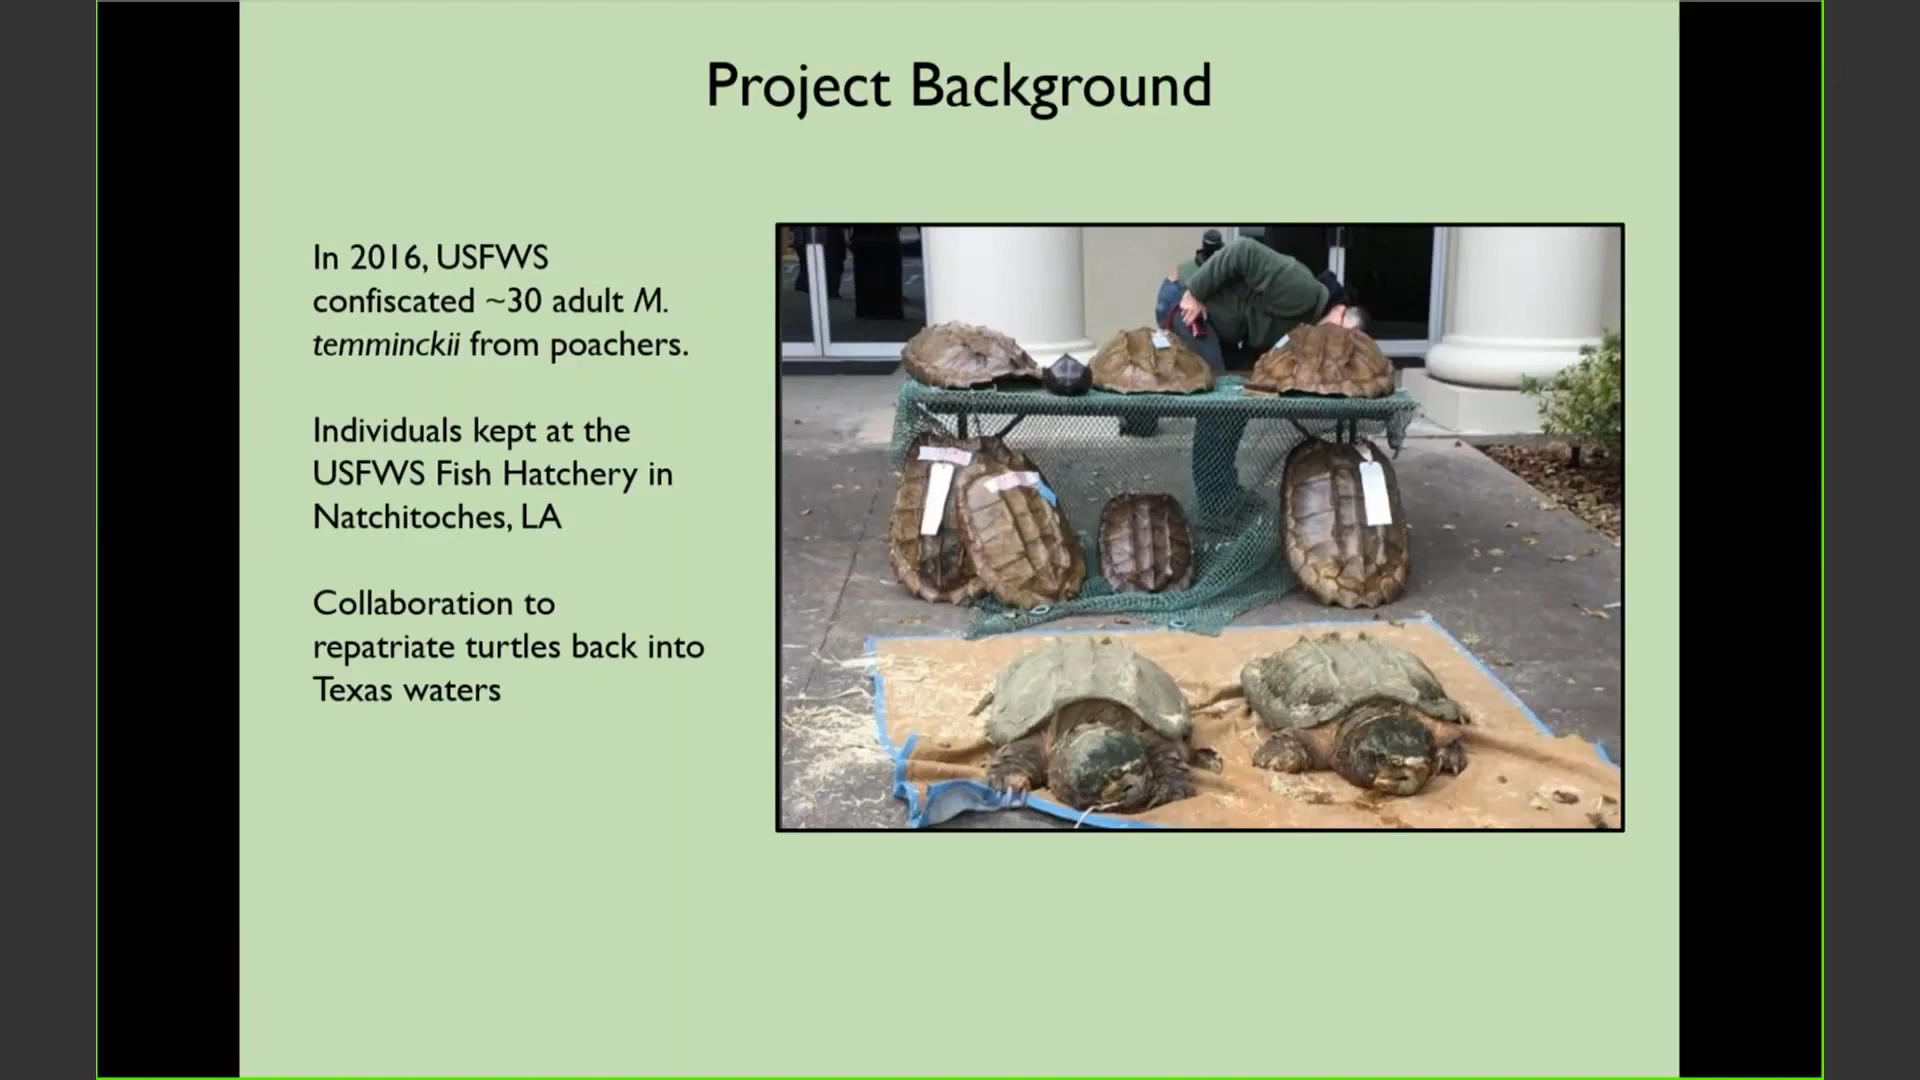 Project Background
In 2016, USFWS
confiscated ~30 adult M.
temminckii from poachers.
Individuals kept at the
USFWS Fish Hatchery in
Natchitoches, LA
Collaboration to
repatriate turtles back into
Texas waters